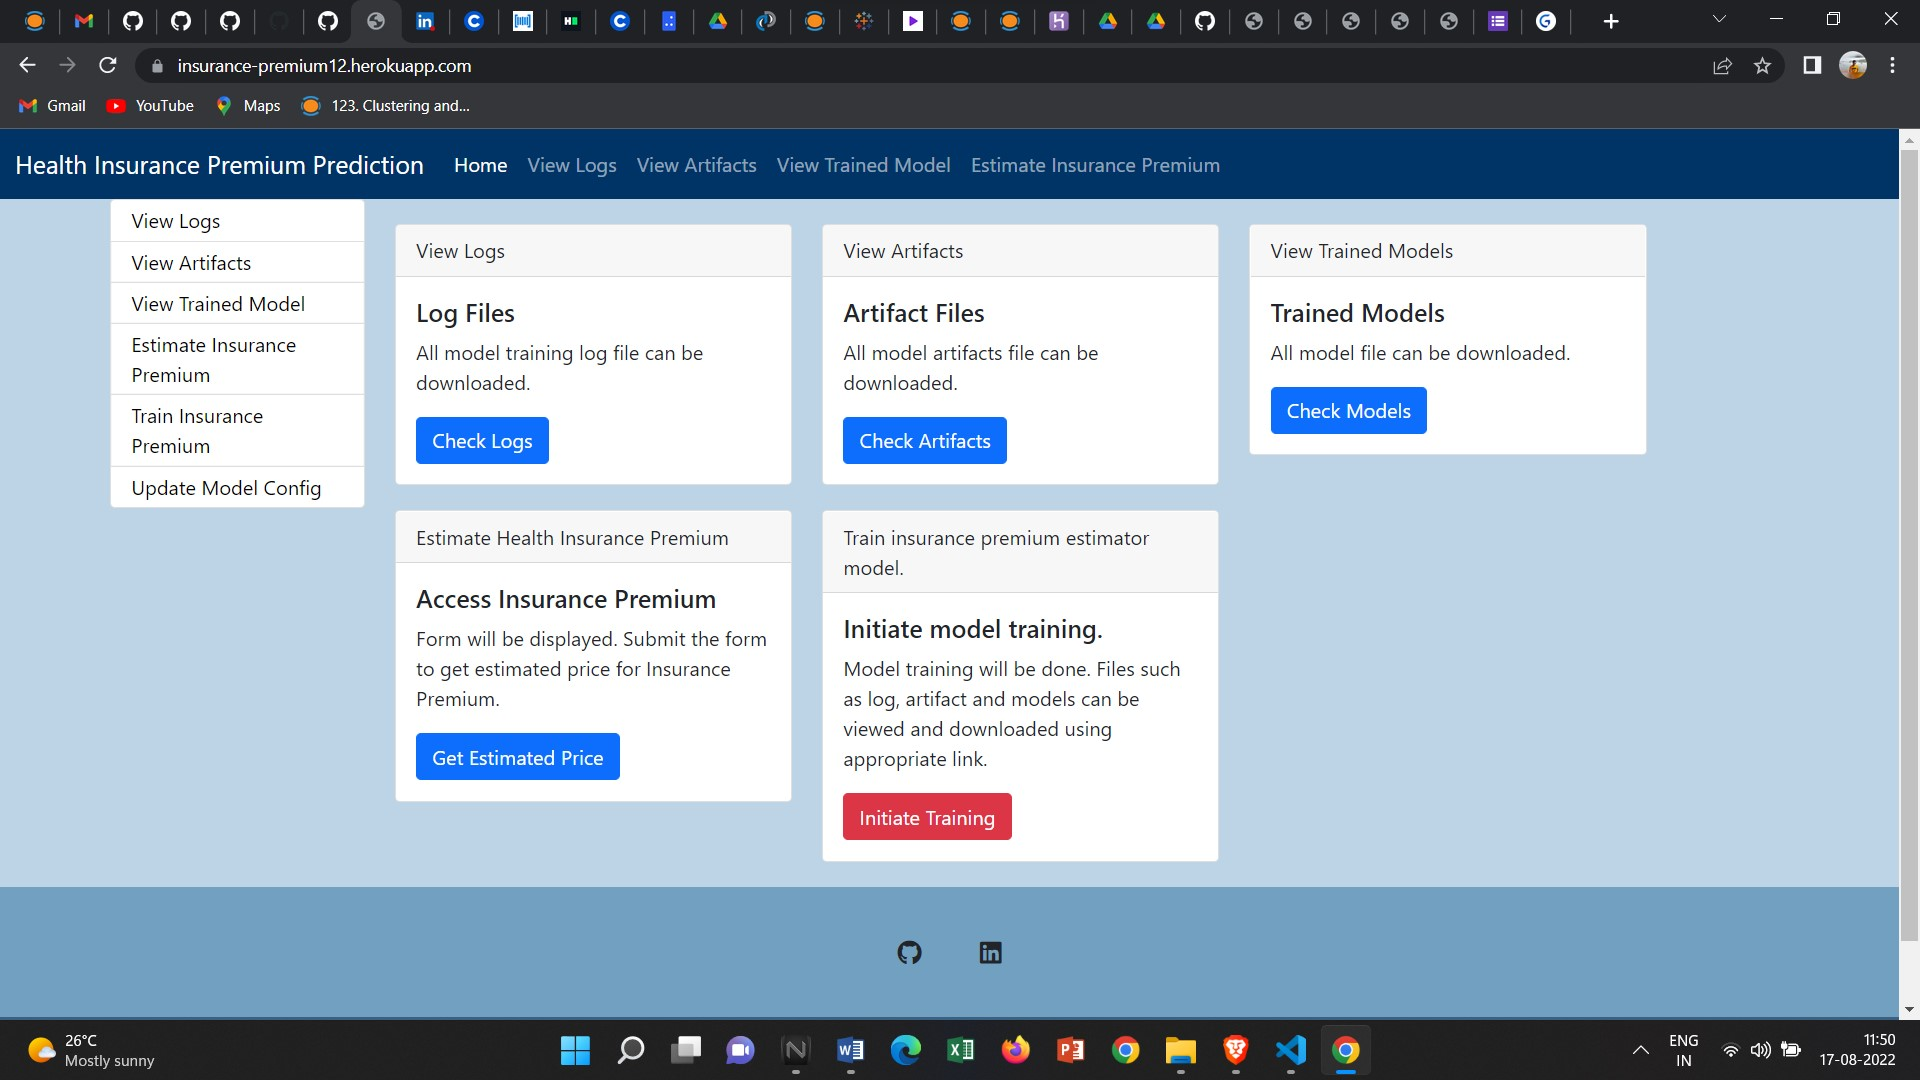 insurance-premium12.herokuapp.com
Gmail
YouTube
Maps
123. Clustering and...
Health Insurance Premium Prediction
Home
View Logs
View Artifacts
View Trained Model
Estimate Insurance Premium
View Logs
View Artifacts
View Trained Model
Estimate Insurance
Premium
Train Insurance
Premium
Update Model Config
View Logs
Log Files
All model training log file can be
downloaded.
Check Logs
View Artifacts
Artifact Files
All model artifacts file can be
downloaded.
Check Artifacts
View Trained Models
Trained Models
All model file can be downloaded.
Check Models
Estimate Health Insurance Premium
Access Insurance Premium
Form will be displayed. Submit the form
to get estimated price for Insurance
Premium.
Get Estimated Price
Train insurance premium estimator
model.
Initiate model training.
Model training will be done. Files such
as log, artifact and models can be
viewed and downloaded using
appropriate link.
Initiate Training
26°C
Mostly sunny
ENG
IN
11:50
17-08-2022